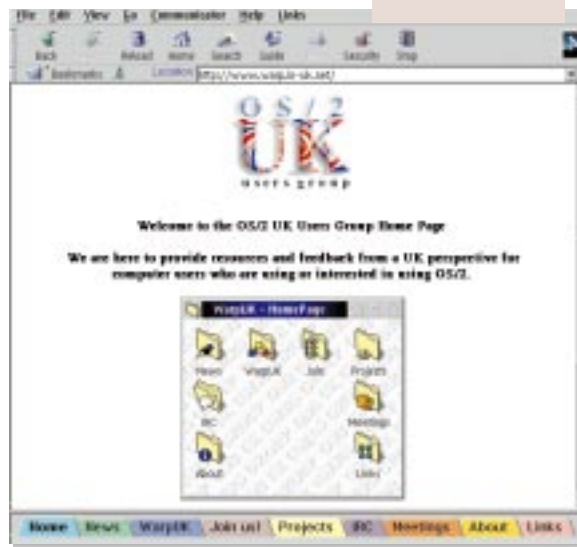 File Edit View Go Communicator Help Links
Back Reload Home Search Guide Security Stop
Bookmarks Location http://www.warp.in-uk.net/
OS/2
UK
users group
Welcome to the OS/2 UK Users Group Home Page
We are here to provide resources and feedback from a UK perspective for
computer users who are using or interested in using OS/2.
WarpUK - HomePage
News WarpUK Join Projects
IRC Meetings
About Links
Home News WarpUK Join us! Projects IRC Meetings About Links